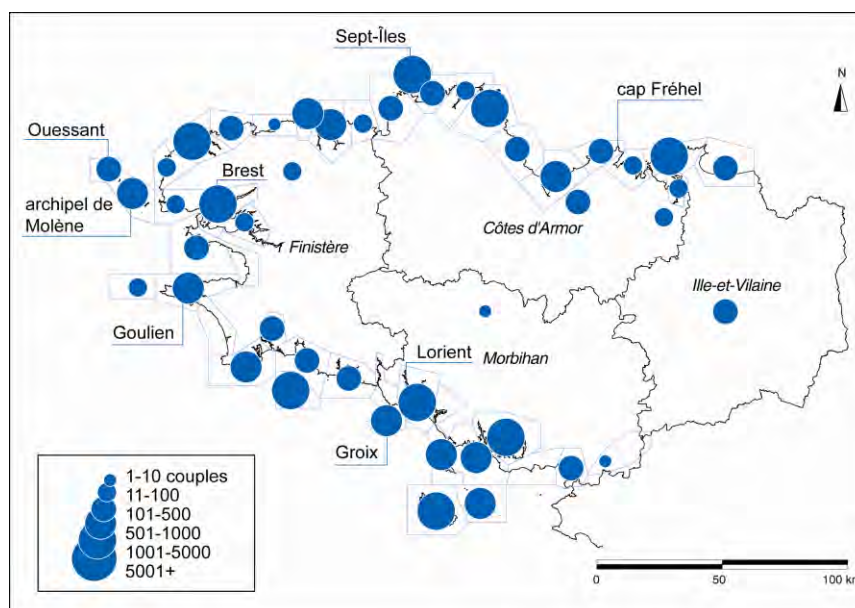 Sept-Îles
cap Fréhel
N
Ouessant
Brest
archipel de
Molène
Finistère
Côtes d'Armor
Ille-et-Vilaine
Goulien
Lorient
Morbihan
Groix
1-10 couples
11-100
101-500
501-1000
1001-5000
5001+
0
50
100 km